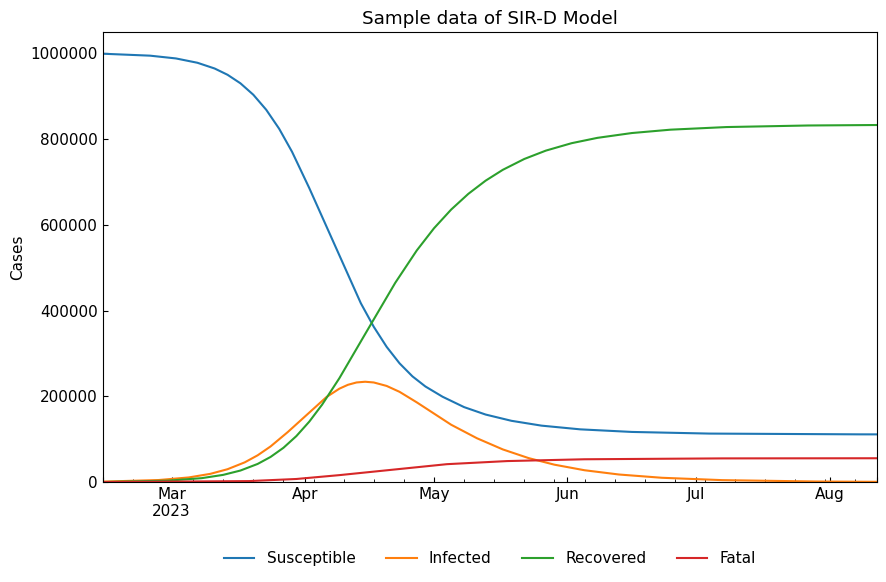 Sample data of SIR-D Model
Cases
1000000
800000
600000
400000
200000
0
Mar
2023
Apr
May
Jun
Jul
Aug
Susceptible
Infected
Recovered
Fatal